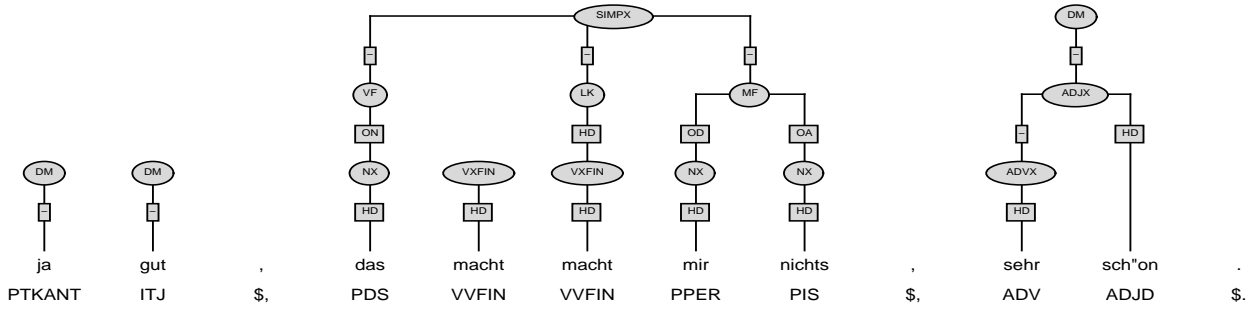 SIMPX DM
– – – –
VF LK MF ADJX
ON HD OD OA – HD
DM DM NX VXFIN VXFIN NX NX ADVX
– – HD HD HD HD HD HD
ja gut , das macht macht mir nichts , sehr sch"on .
PTKANT ITJ $, PDS VVFIN VVFIN PPER PIS $, ADV ADJD $.